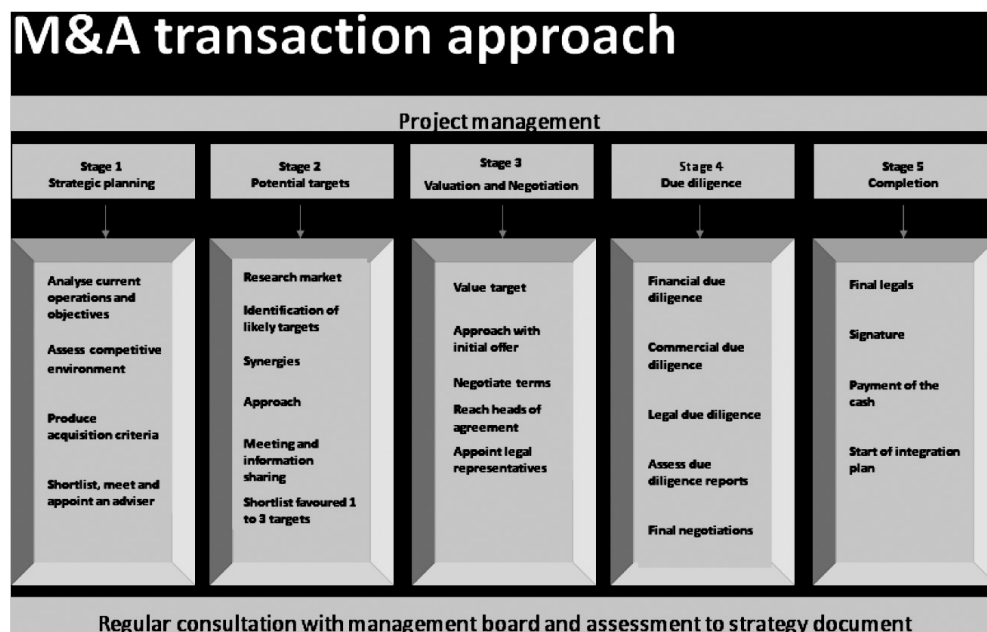 M&A transaction approach
Project management
Stage 1
Strategic planning
Stage 2
Potential targets
Stage 3
Valuation and Negotiation
Stage 4
Due diligence
Stage 5
Completion
Analyse current
operations and
objectives
Assess competitive
environment
Produce
acquisition criteria
Shortlist, meet and
appoint an adviser
Research market
Identification of
likely targets
Synergies
Approach
Meeting and
information
sharing
Shortlist favoured 1
to 3 targets
Value target
Approach with
initial offer
Negotiate terms
Reach heads of
agreement
Appoint legal
representatives
Financial due
diligence
Commercial due
diligence
Legal due diligence
Assess due
diligence reports
Final negotiations
Final legals
Signature
Payment of the
cash
Start of integration
plan
Regular consultation with management board and assessment to strategy document